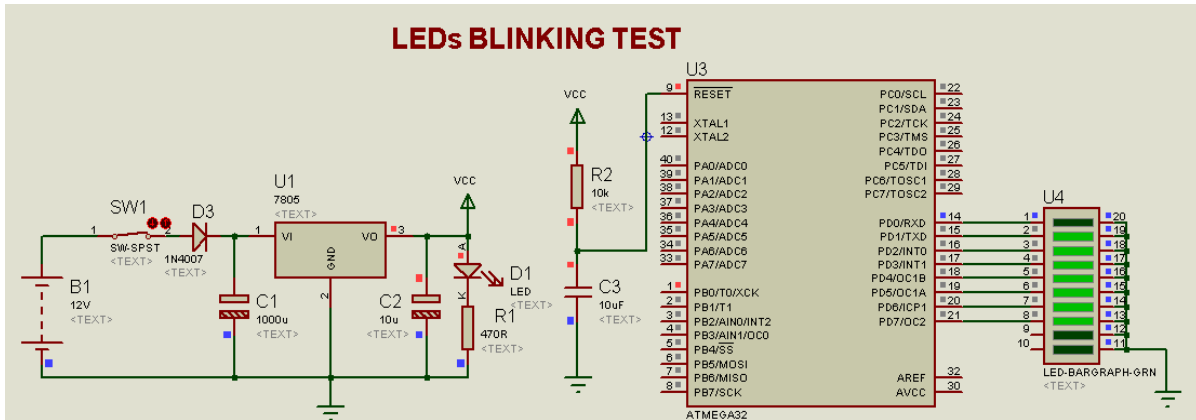 LEDs BLINKING TEST
SW1
1
2
SW-SPST
<TEXT>
B1
12V
<TEXT>
D3
1N4007
<TEXT>
C1
1000u
<TEXT>
U1
7805
<TEXT>
1
VI
VO
3
GND
2
C2
10u
<TEXT>
VCC
A
K
D1
LED
<TEXT>
R1
470R
<TEXT>
VCC
R2
10k
<TEXT>
C3
10uF
<TEXT>
U3
9 RESET
13 XTAL1
12 XTAL2
40 PA0/ADC0
39 PA1/ADC1
38 PA2/ADC2
37 PA3/ADC3
36 PA4/ADC4
35 PA5/ADC5
34 PA6/ADC6
33 PA7/ADC7
1 PB0/T0/XCK
2 PB1/T1
3 PB2/AIN0/INT2
4 PB3/AIN1/OC0
5 PB4/SS
6 PB5/MOSI
7 PB6/MISO
8 PB7/SCK
PC0/SCL 22
PC1/SDA 23
PC2/TCK 24
PC3/TMS 25
PC4/TDO 26
PC5/TDI 27
PC6/TOSC1 28
PC7/TOSC2 29
PD0/RXD 14
PD1/TXD 15
PD2/INT0 16
PD3/INT1 17
PD4/OC1B 18
PD5/OC1A 19
PD6/ICP1 20
PD7/OC2 21
AREF 32
AVCC 30
ATMEGA32
<TEXT>
U4
1 20
2 19
3 18
4 17
5 16
6 15
7 14
8 13
9 12
10 11
LED-BARGRAPH-GRN
<TEXT>